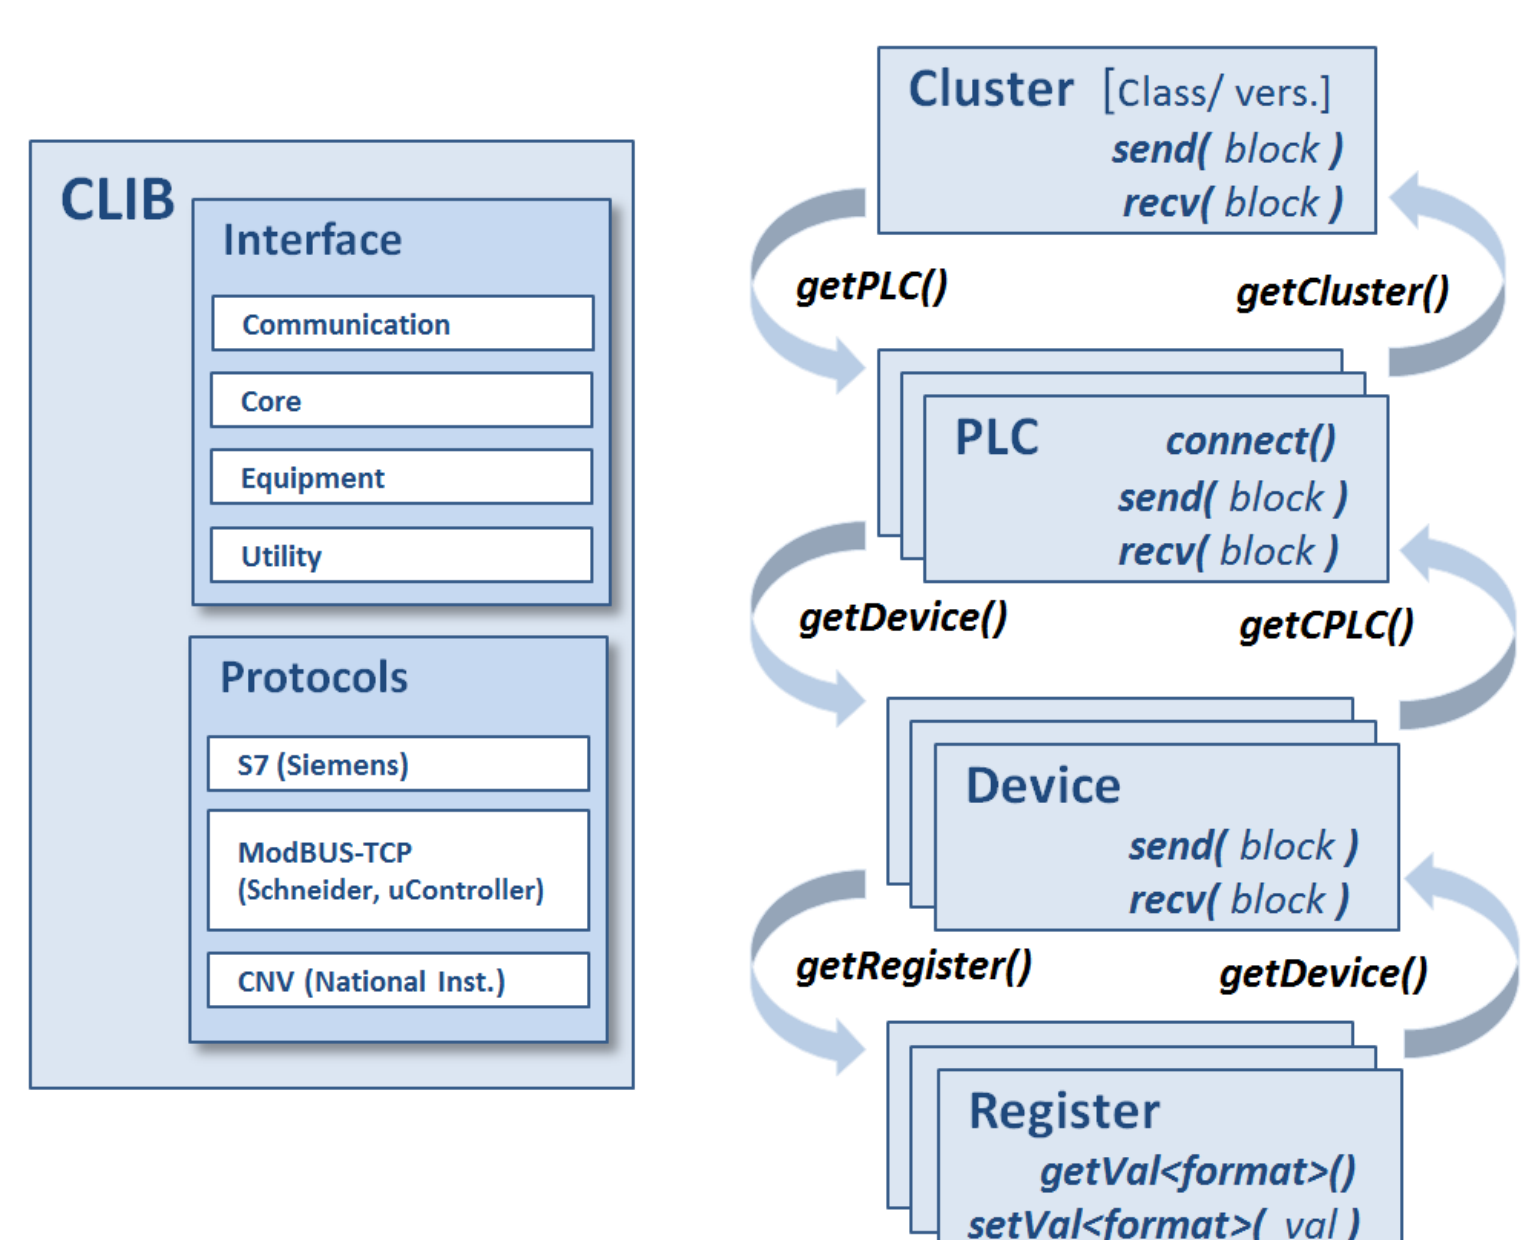 CLIB
Interface
Communication
Core
Equipment
Utility
Protocols
S7 (Siemens)
ModBUS-TCP
(Schneider, uController)
CNV (National Inst.)
Cluster [Class/ vers.]
send( block )
recv( block )
getPLC()
getCluster()
PLC connect()
send( block )
recv( block )
getDevice()
getCPLC()
Device
send( block )
recv( block )
getRegister()
getDevice()
Register
getVal<format>()
setVal<format>( val )